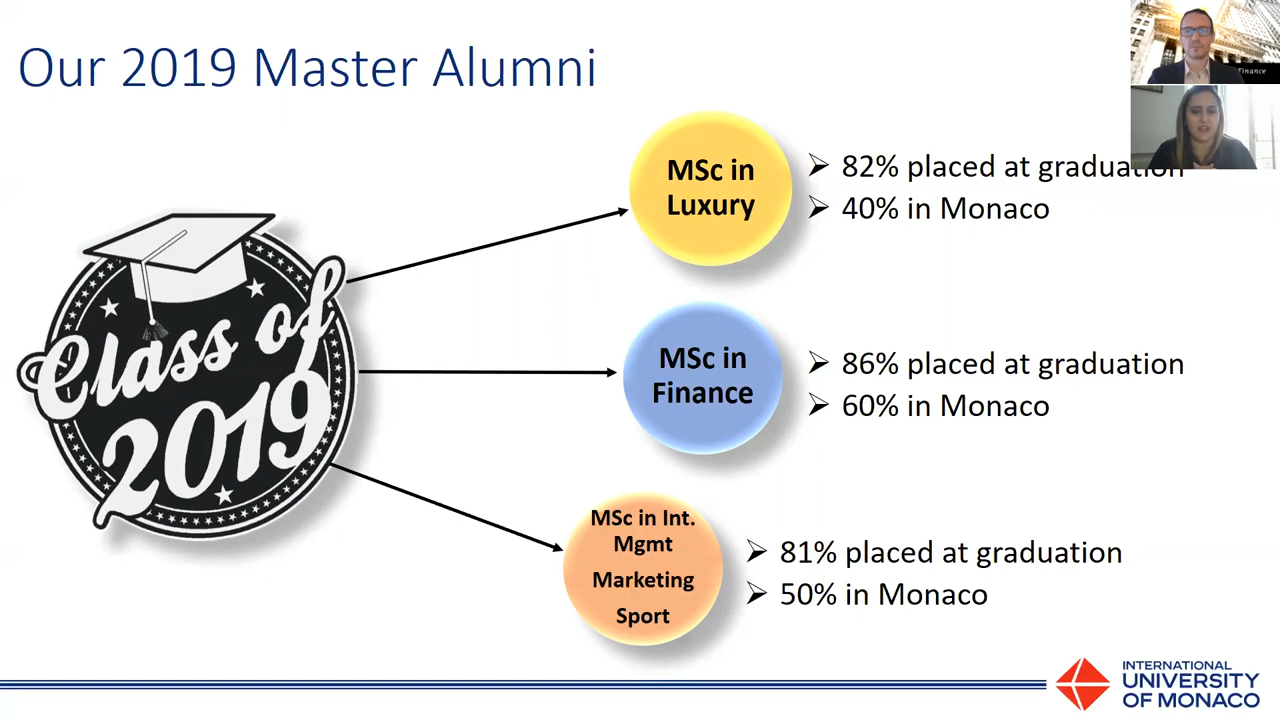 Our 2019 Master Alumni
Finance
MSc in
Luxury
82% placed at graduation
40% in Monaco
Class of
2019
MSc in
Finance
86% placed at graduation
60% in Monaco
MSc in Int.
Mgmt
Marketing
Sport
81% placed at graduation
50% in Monaco
INTERNATIONAL
UNIVERSITY
OF MONACO